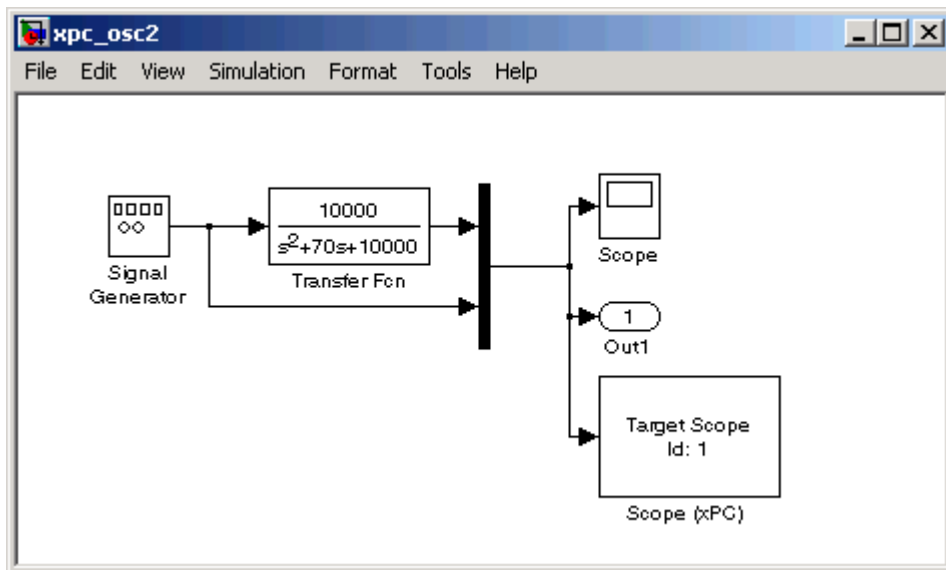 xpc_osc2
File Edit View Simulation Format Tools Help
Signal
Generator
10000
s²+70s+10000
Transfer Fcn
Scope
1
Out1
Target Scope
Id: 1
Scope (xPC)